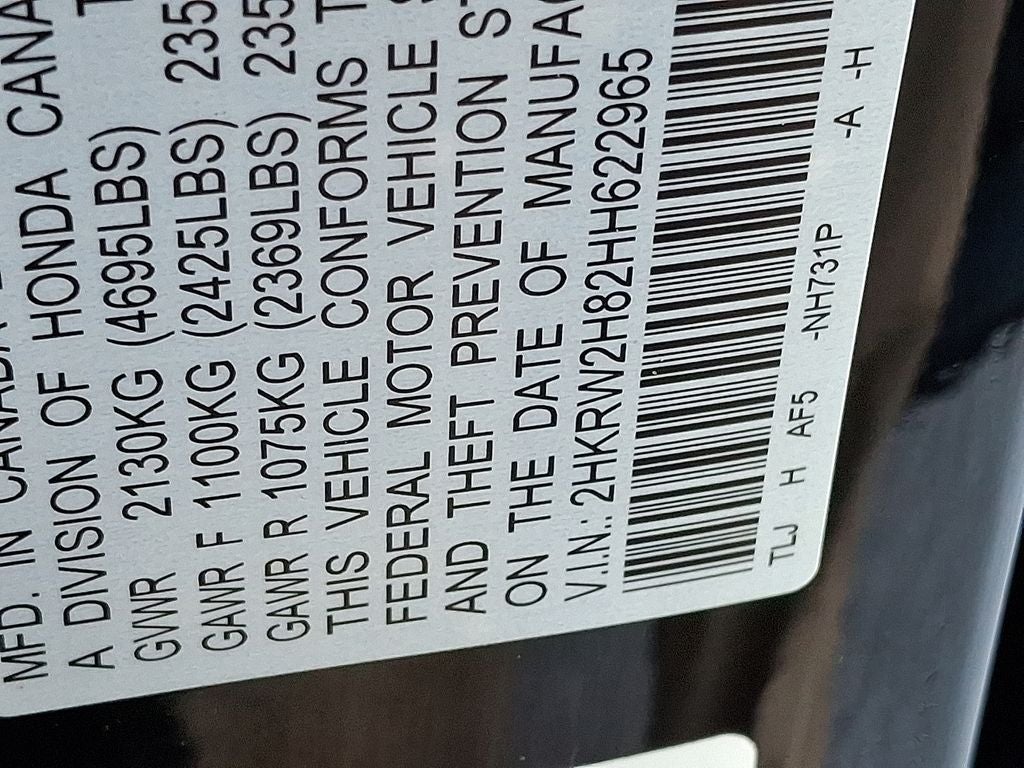 MFD. IN CANADA
A DIVISION OF HONDA CANA
GVWR 2130KG (4695LBS) T
GAWR F 1100KG (2425LBS) 235
GAWR R 1075KG (2369LBS) 235
THIS VEHICLE CONFORMS T
FEDERAL MOTOR VEHICLE S
AND THEFT PREVENTION ST
ON THE DATE OF MANUFA
V.I.N.: 2HKRW2H82HH622965
TLJ H AF5 -NH731P -A -H